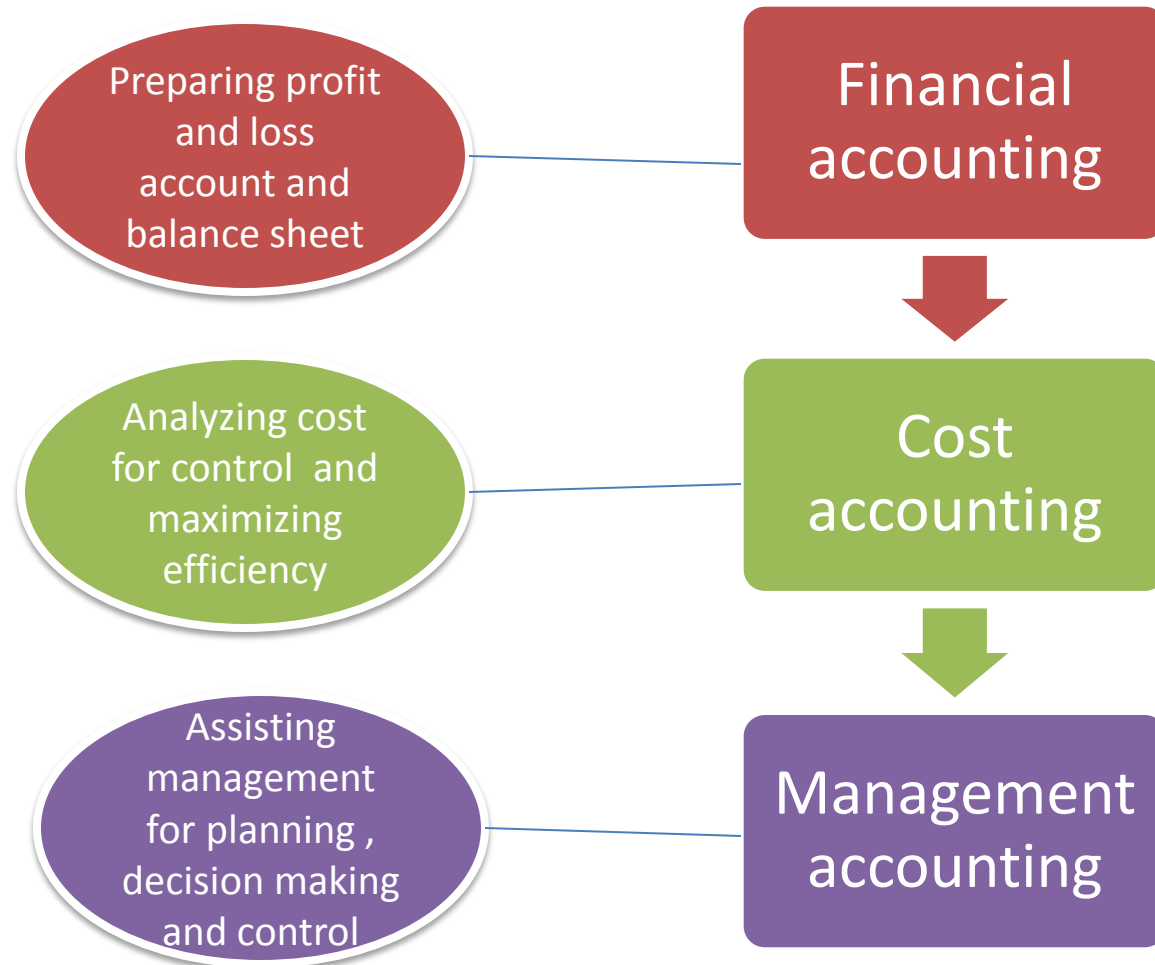 Preparing profit
and loss
account and
balance sheet
Financial
accounting
Analyzing cost
for control  and
maximizing
efficiency
Cost
accounting
Assisting
management
for planning ,
decision making
and control
Management
accounting